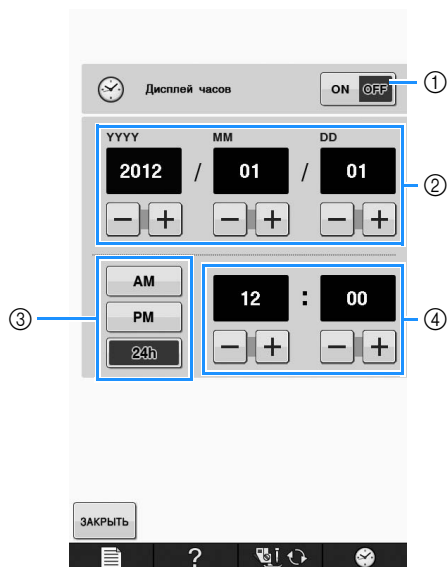 Дисплей часов ON OFF ①
YYYY MM DD
2012 / 01 / 01 ②
− + − + − +
AM
PM
24h
③
12 : 00 ④
− + − +
ЗАКРЫТЬ
?